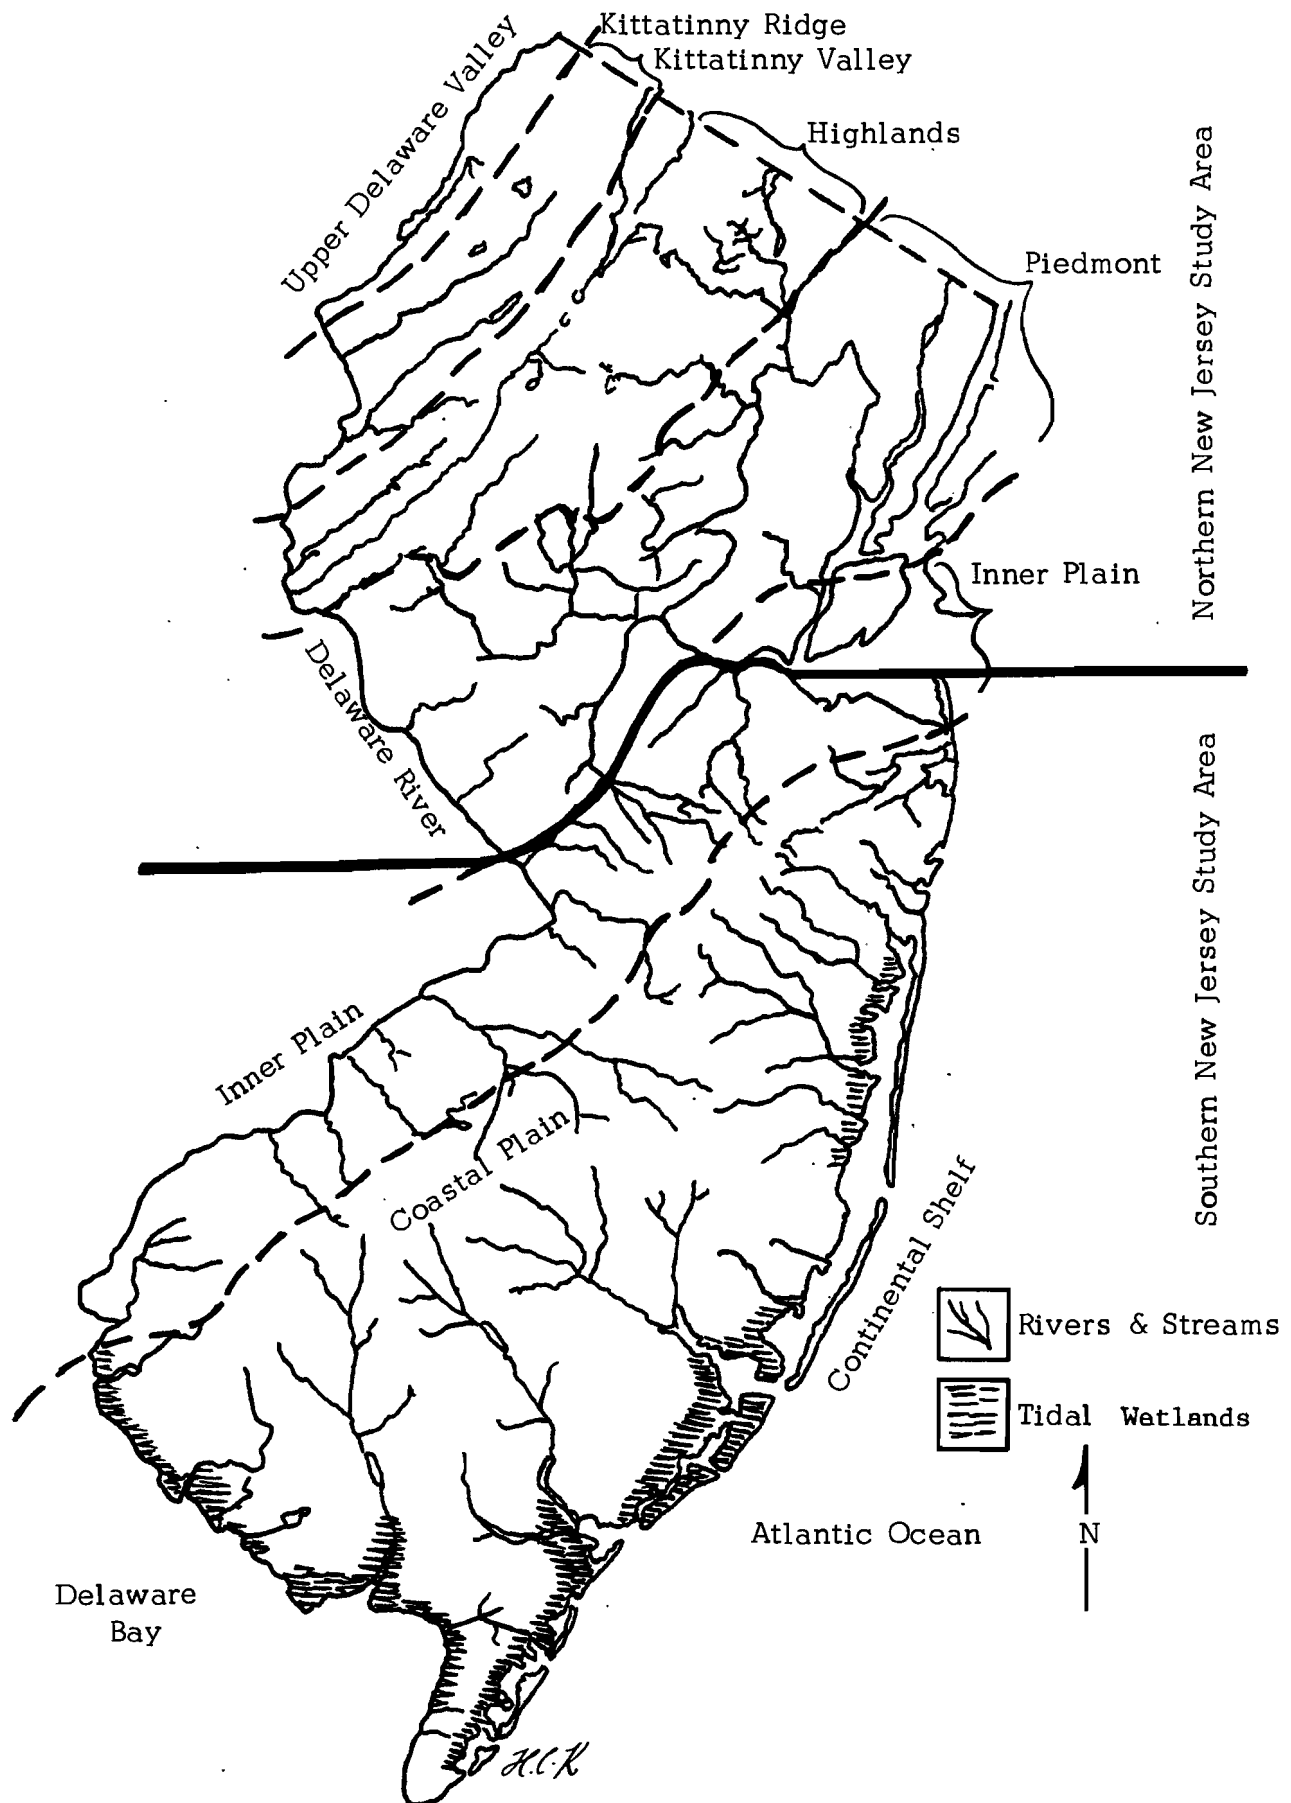 Kittatinny Ridge
Kittatinny Valley
Upper Delaware Valley
Highlands
Piedmont
Northern New Jersey Study Area
Inner Plain
Delaware River
Southern New Jersey Study Area
Inner Plain
Coastal Plain
Continental Shelf
Rivers & Streams
Tidal Wetlands
Atlantic Ocean
N
Delaware
Bay
H.C.K